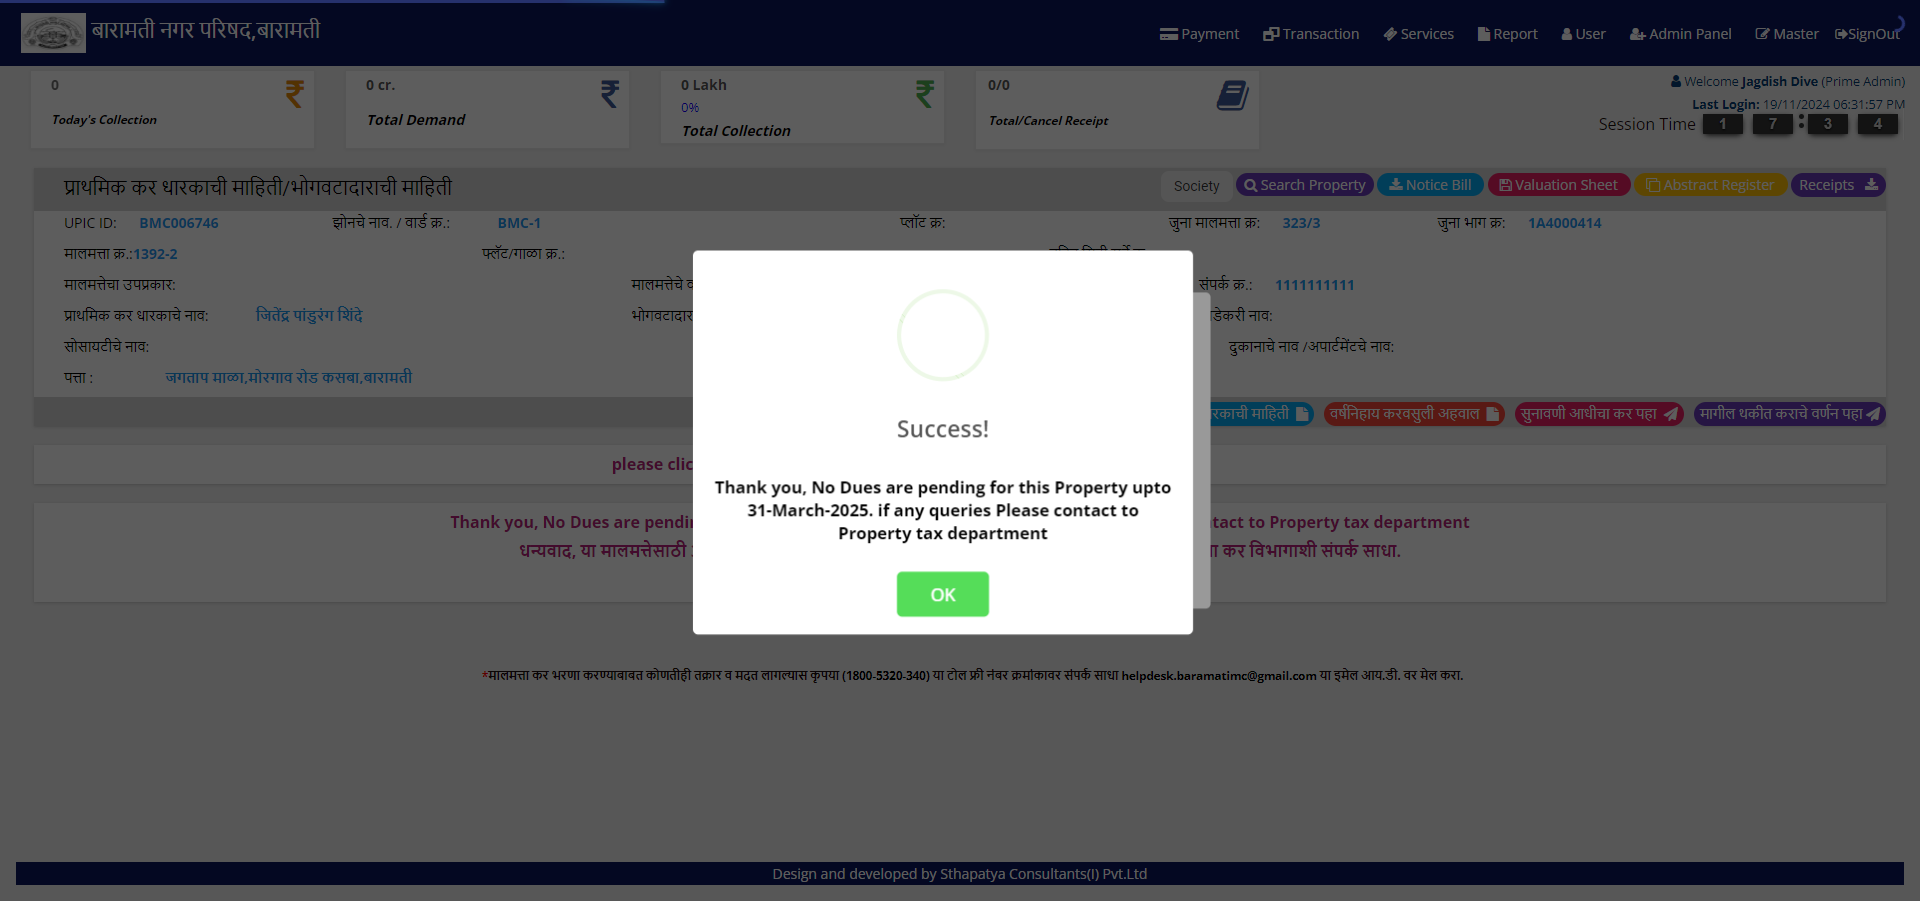 बारामती नगर परिषद,बारामती
Payment Transaction Services Report User Admin Panel Master SignOut
0
Today's Collection
0 cr.
Total Demand
0 Lakh
0%
Total Collection
0/0
Total/Cancel Receipt
Welcome Jagdish Dive (Prime Admin)
Last Login: 19/11/2024 06:31:57 PM
Session Time 1 7 : 3 4
प्राथमिक कर धारकाची माहिती/भोगवटादाराची माहिती
Society Search Property Notice Bill Valuation Sheet Abstract Register Receipts
UPIC ID: BMC006746 झोनचे नाव. / वार्ड क्र.: BMC-1 प्लॉट क्र: जुना मालमत्ता क्र: 323/3 जुना भाग क्र: 1A4000414
मालमत्ता क्र.:1392-2 फ्लॅट/गाळा क्र.:
मालमत्तेचा उपप्रकार: मालमत्तेचे संपर्क क्र.: 1111111111
प्राथमिक कर धारकाचे नाव: जितेंद्र पांडुरंग शिंदे भोगवटादार डेकरी नाव:
सोसायटीचे नाव: दुकानाचे नाव /अपार्टमेंटचे नाव:
पत्ता : जगताप माळा,मोरगाव रोड कसबा,बारामती
रकाची माहिती वर्षनिहाय करवसुली अहवाल सुनावणी आधीचा कर पहा मागील थकीत कराचे वर्णन पहा
please clic
Thank you, No Dues are pendi ntact to Property tax department
धन्यवाद, या मालमत्तेसाठी कर विभागाशी संपर्क साधा.
Success!
Thank you, No Dues are pending for this Property upto
31-March-2025. if any queries Please contact to
Property tax department
OK
*मालमत्ता कर भरणा करण्याबाबत कोणतीही तक्रार व मदत लागल्यास कृपया (1800-5320-340) या टोल फ्री नंबर क्रमांकावर संपर्क साधा helpdesk.baramatimc@gmail.com या इमेल आय.डी. वर मेल करा.
Design and developed by Sthapatya Consultants(I) Pvt.Ltd